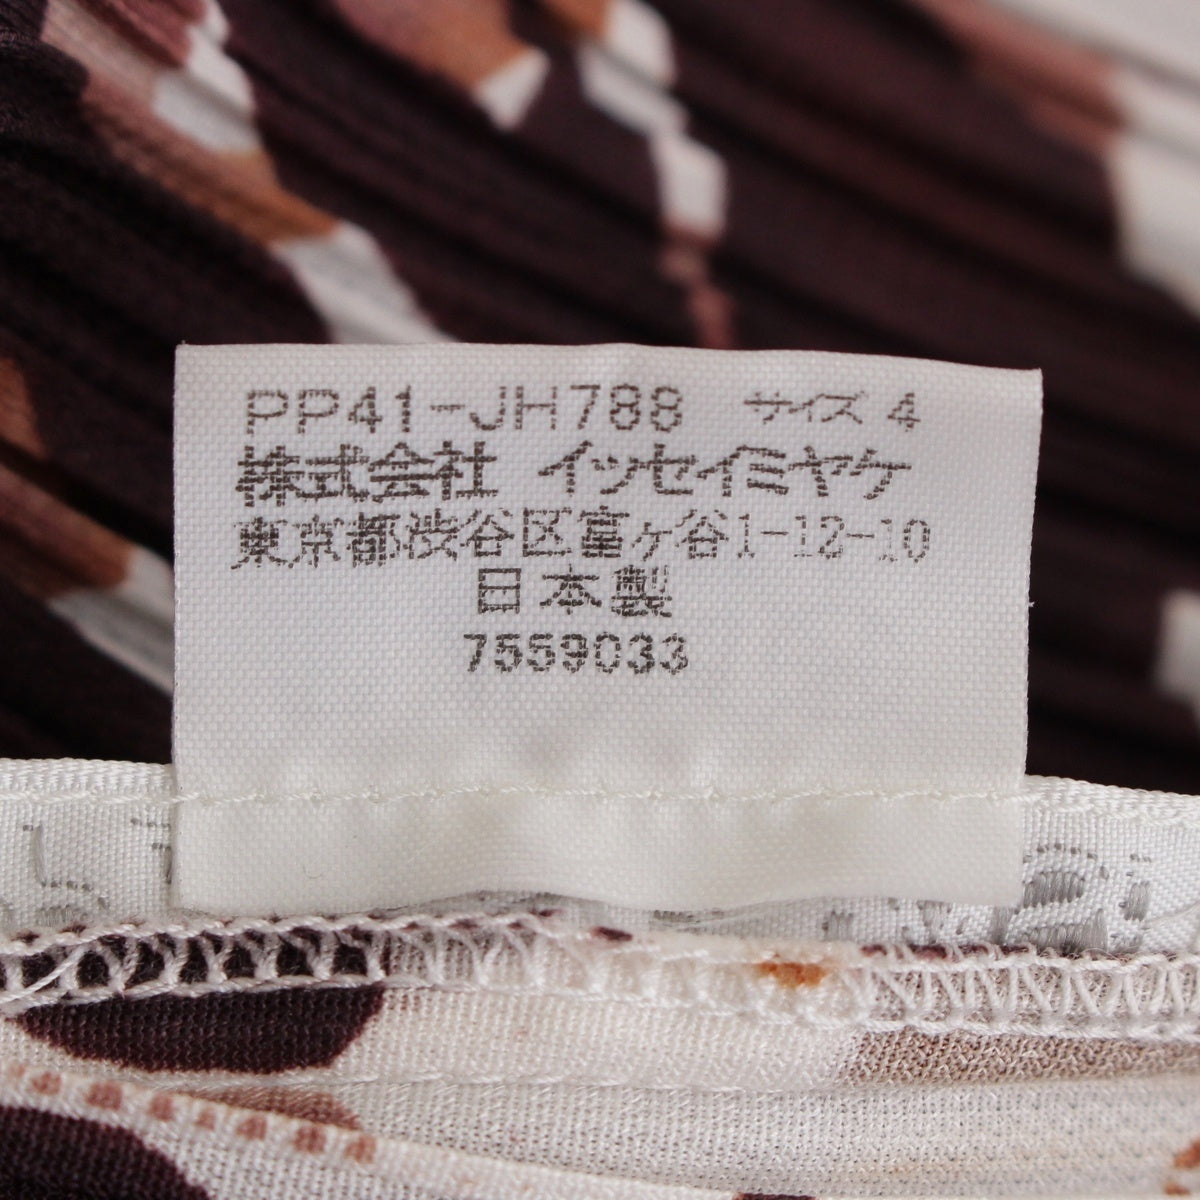 PP41-JH788 サイズ 4
株式会社 イッセイミヤケ
東京都渋谷区富ヶ谷1-12-10
日本製
7559033